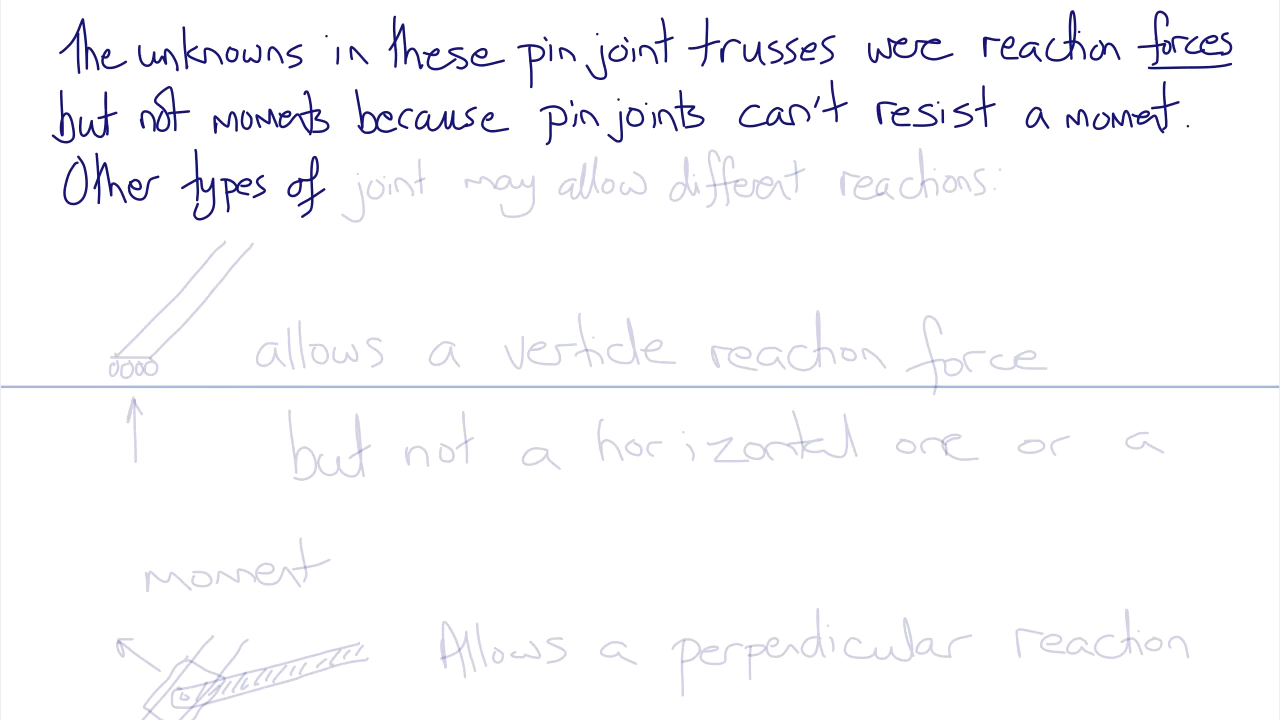 The unknowns in these pin joint trusses were reaction forces
but not moments because pin joints can't resist a moment.
Other types of joint may allow different reactions:
allows a verticle reaction force
but not a horizontal one or a
moment
Allows a perpendicular reaction